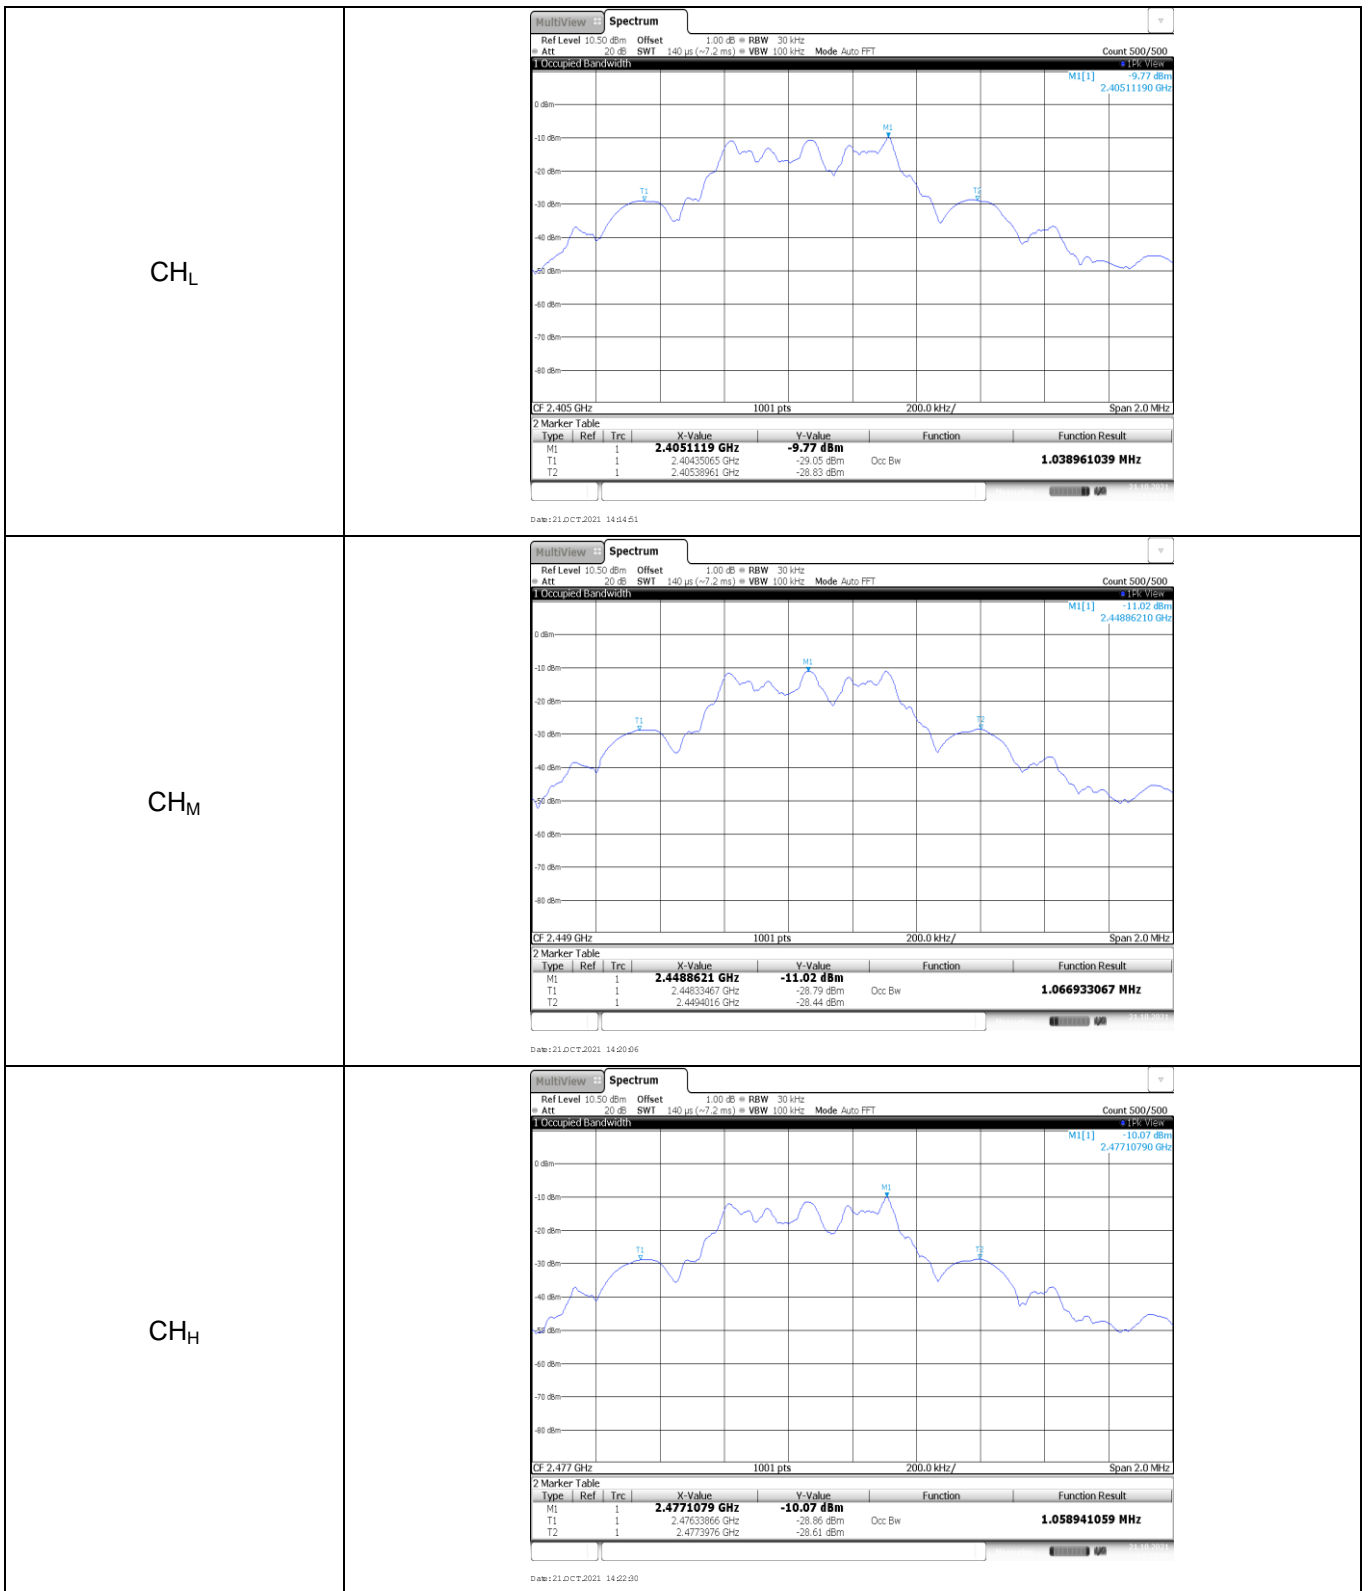 CHL
MultiView Spectrum
Ref Level 10.50 dBm Offset 1.00 dB RBW 30 kHz
Att 20 dB SWT 140 µs (~7.2 ms) VBW 100 kHz Mode Auto FFT Count 500/500
1 Occupied Bandwidth 1Pk View
M1[1] -9.77 dBm
2.40511190 GHz
0 dBm
M1
-10 dBm
-20 dBm
T1 T2
-30 dBm
-40 dBm
-50 dBm
-60 dBm
-70 dBm
-80 dBm
CF 2.405 GHz 1001 pts 200.0 kHz/ Span 2.0 MHz
2 Marker Table
Type Ref Trc X-Value Y-Value Function Function Result
M1 1 2.4051119 GHz -9.77 dBm
T1 1 2.40435065 GHz -29.05 dBm Occ Bw 1.038961039 MHz
T2 1 2.40538961 GHz -28.83 dBm
21.10.2021
Date: 21.OCT.2021 14:14:51
CHM
MultiView Spectrum
Ref Level 10.50 dBm Offset 1.00 dB RBW 30 kHz
Att 20 dB SWT 140 µs (~7.2 ms) VBW 100 kHz Mode Auto FFT Count 500/500
1 Occupied Bandwidth 1Pk View
M1[1] -11.02 dBm
2.44886210 GHz
0 dBm
M1
-10 dBm
-20 dBm
T1 T2
-30 dBm
-40 dBm
-50 dBm
-60 dBm
-70 dBm
-80 dBm
CF 2.449 GHz 1001 pts 200.0 kHz/ Span 2.0 MHz
2 Marker Table
Type Ref Trc X-Value Y-Value Function Function Result
M1 1 2.4488621 GHz -11.02 dBm
T1 1 2.44833467 GHz -28.79 dBm Occ Bw 1.066933067 MHz
T2 1 2.4494016 GHz -28.44 dBm
21.10.2021
Date: 21.OCT.2021 14:20:06
CHH
MultiView Spectrum
Ref Level 10.50 dBm Offset 1.00 dB RBW 30 kHz
Att 20 dB SWT 140 µs (~7.2 ms) VBW 100 kHz Mode Auto FFT Count 500/500
1 Occupied Bandwidth 1Pk View
M1[1] -10.07 dBm
2.47710790 GHz
0 dBm
M1
-10 dBm
-20 dBm
T1 T2
-30 dBm
-40 dBm
-50 dBm
-60 dBm
-70 dBm
-80 dBm
CF 2.477 GHz 1001 pts 200.0 kHz/ Span 2.0 MHz
2 Marker Table
Type Ref Trc X-Value Y-Value Function Function Result
M1 1 2.4771079 GHz -10.07 dBm
T1 1 2.47633866 GHz -28.86 dBm Occ Bw 1.058941059 MHz
T2 1 2.4773976 GHz -28.61 dBm
21.10.2021
Date: 21.OCT.2021 14:22:30